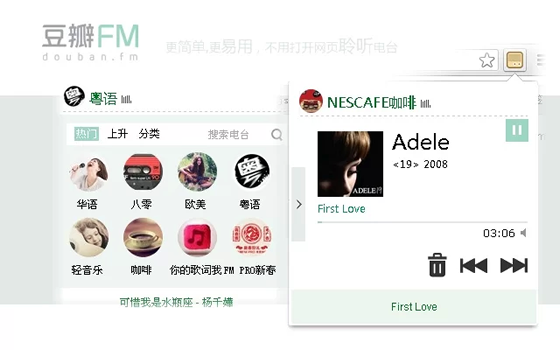 豆瓣FM
douban.fm
更简单,更易用，不用打开网页聆听电台
粤语
热门 上升 分类 搜索电台
粤
华语 八零 欧美 粤语
轻音乐 咖啡 你的歌词我 FM PRO新春
可惜我是水瓶座 - 杨千嬅
NESCAFE咖啡
Adele
<19> 2008
ADELE19
First Love
03:06
First Love